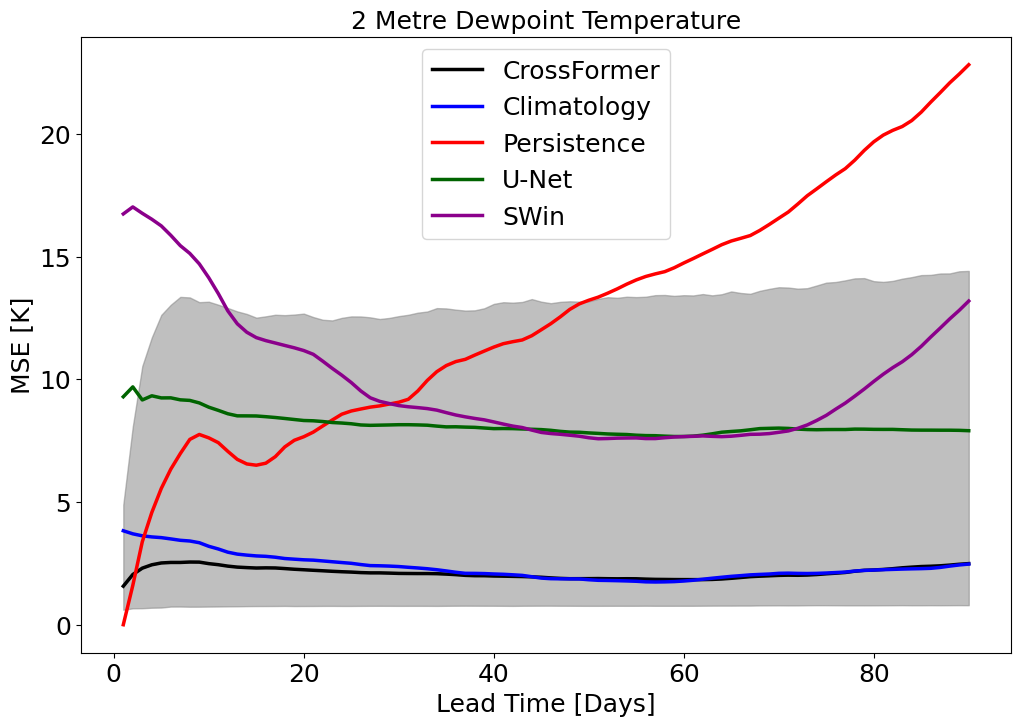 2 Metre Dewpoint Temperature
CrossFormer
Climatology
Persistence
U-Net
SWin
MSE [K]
20
15
10
5
0
0 20 40 60 80
Lead Time [Days]